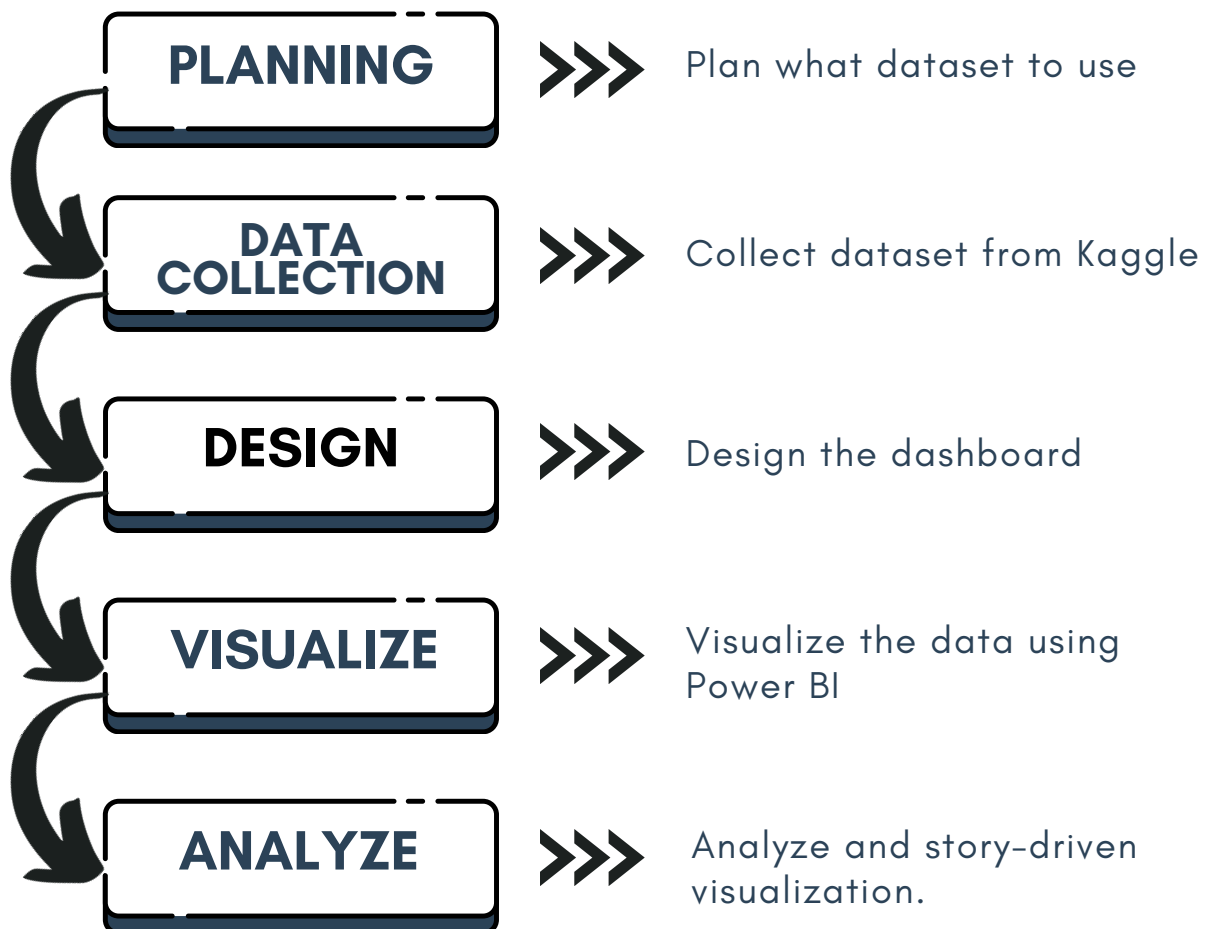 PLANNING
Plan what dataset to use
DATA
COLLECTION
Collect dataset from Kaggle
DESIGN
Design the dashboard
VISUALIZE
Visualize the data using
Power BI
ANALYZE
Analyze and story-driven
visualization.